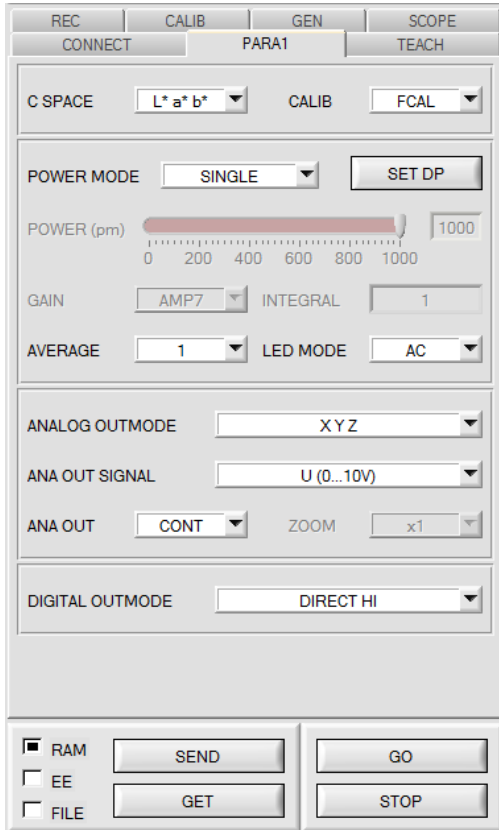 REC CALIB GEN SCOPE
CONNECT PARA1 TEACH
C SPACE L* a* b* CALIB FCAL
POWER MODE SINGLE SET DP
POWER (pm) 1000
0 200 400 600 800 1000
GAIN AMP7 INTEGRAL 1
AVERAGE 1 LED MODE AC
ANALOG OUTMODE X Y Z
ANA OUT SIGNAL U (0...10V)
ANA OUT CONT ZOOM x1
DIGITAL OUTMODE DIRECT HI
RAM SEND GO
EE
GET STOP
FILE